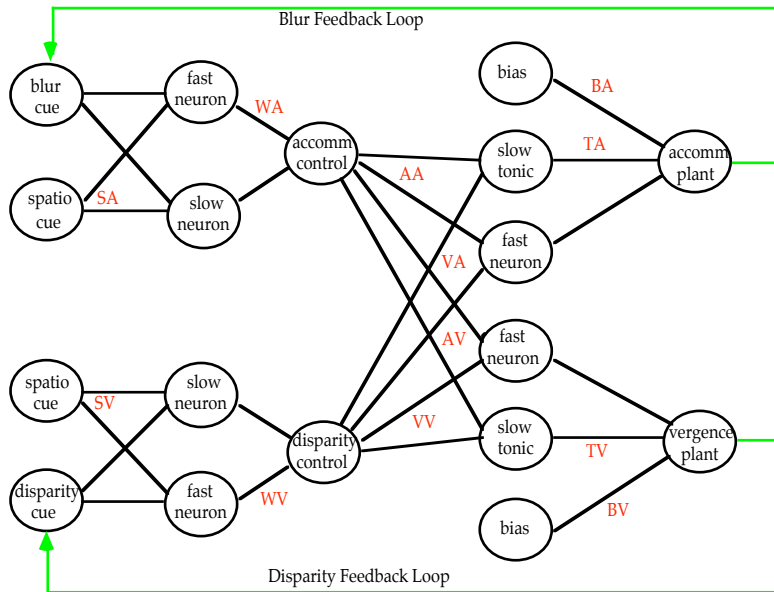 Blur Feedback Loop
blur
cue
fast
neuron
WA
bias
BA
accomm
control
slow
tonic
TA
accomm
plant
AA
spatio
cue
SA
slow
neuron
fast
neuron
VA
AV
fast
neuron
spatio
cue
SV
slow
neuron
VV
disparity
control
slow
tonic
TV
vergence
plant
disparity
cue
fast
neuron
WV
bias
BV
Disparity Feedback Loop